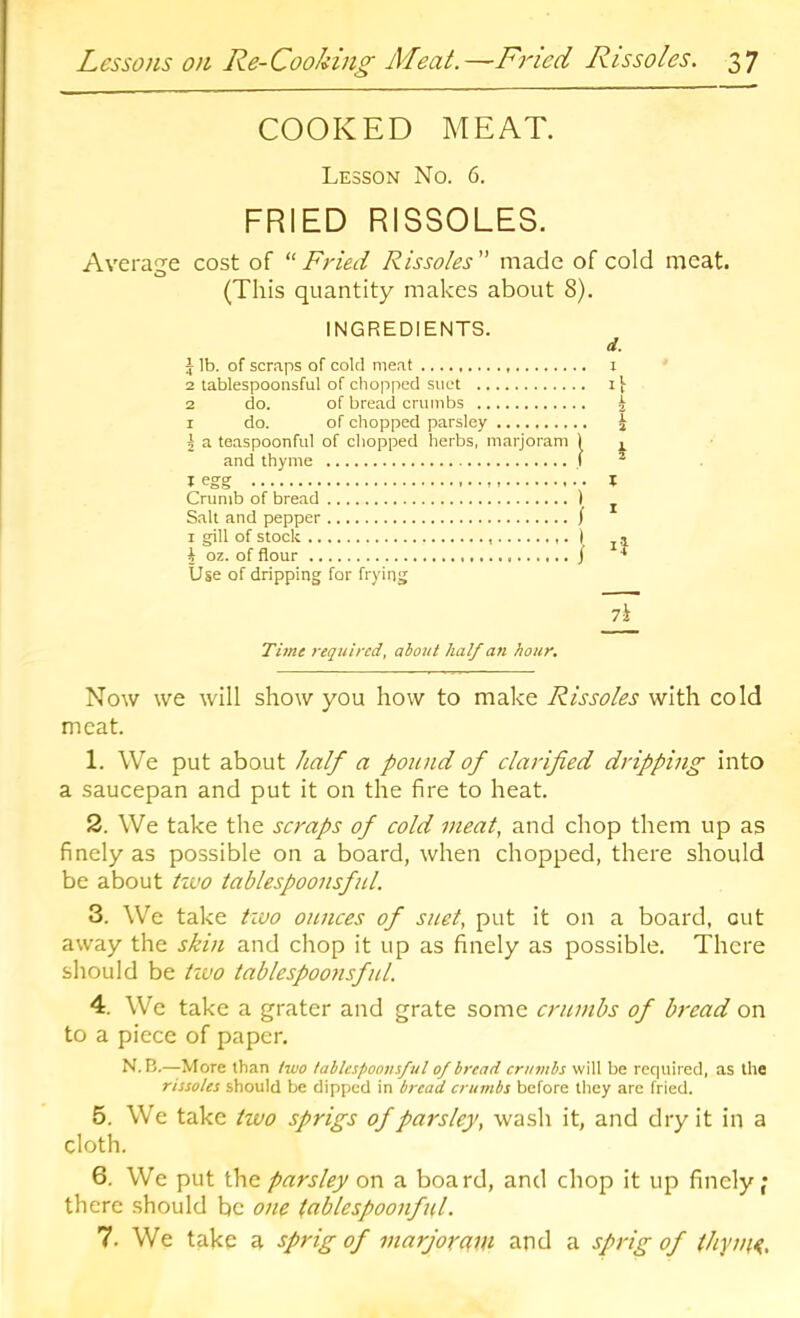 Lessons on Re-Cooking Meat.—Fried Rissoles. 37
COOKED MEAT.
Lesson No. 6.
FRIED RISSOLES.
Average cost of “Fried Rissoles” made of cold meat.
(This quantity makes about 8).
INGREDIENTS.
d.
¼ lb. of scraps of cold meat .................... 1
2 tablespoonsful of chopped suet ............ 1¼
2 do. of bread crumbs ............ ½
1 do. of chopped parsley .......... ½
½ a teaspoonful of chopped herbs, marjoram } ½
and thyme .................................... }
1 egg ............................................ 1
Crumb of bread .................................... } 1
Salt and pepper .................................... }
1 gill of stock .................................... } 1¾
½ oz. of flour .................................... }
Use of dripping for frying
7½
Time required, about half an hour.
Now we will show you how to make Rissoles with cold
meat.
1. We put about half a pound of clarified dripping into
a saucepan and put it on the fire to heat.
2. We take the scraps of cold meat, and chop them up as
finely as possible on a board, when chopped, there should
be about two tablespoonsful.
3. We take two ounces of suet, put it on a board, cut
away the skin and chop it up as finely as possible. There
should be two tablespoonsful.
4. We take a grater and grate some crumbs of bread on
to a piece of paper.
N.B.—More than two tablespoonsful of bread crumbs will be required, as the
rissoles should be dipped in bread crumbs before they are fried.
5. We take two sprigs of parsley, wash it, and dry it in a
cloth.
6. We put the parsley on a board, and chop it up finely;
there should be one tablespoonful.
7. We take a sprig of marjoram and a sprig of thyme,